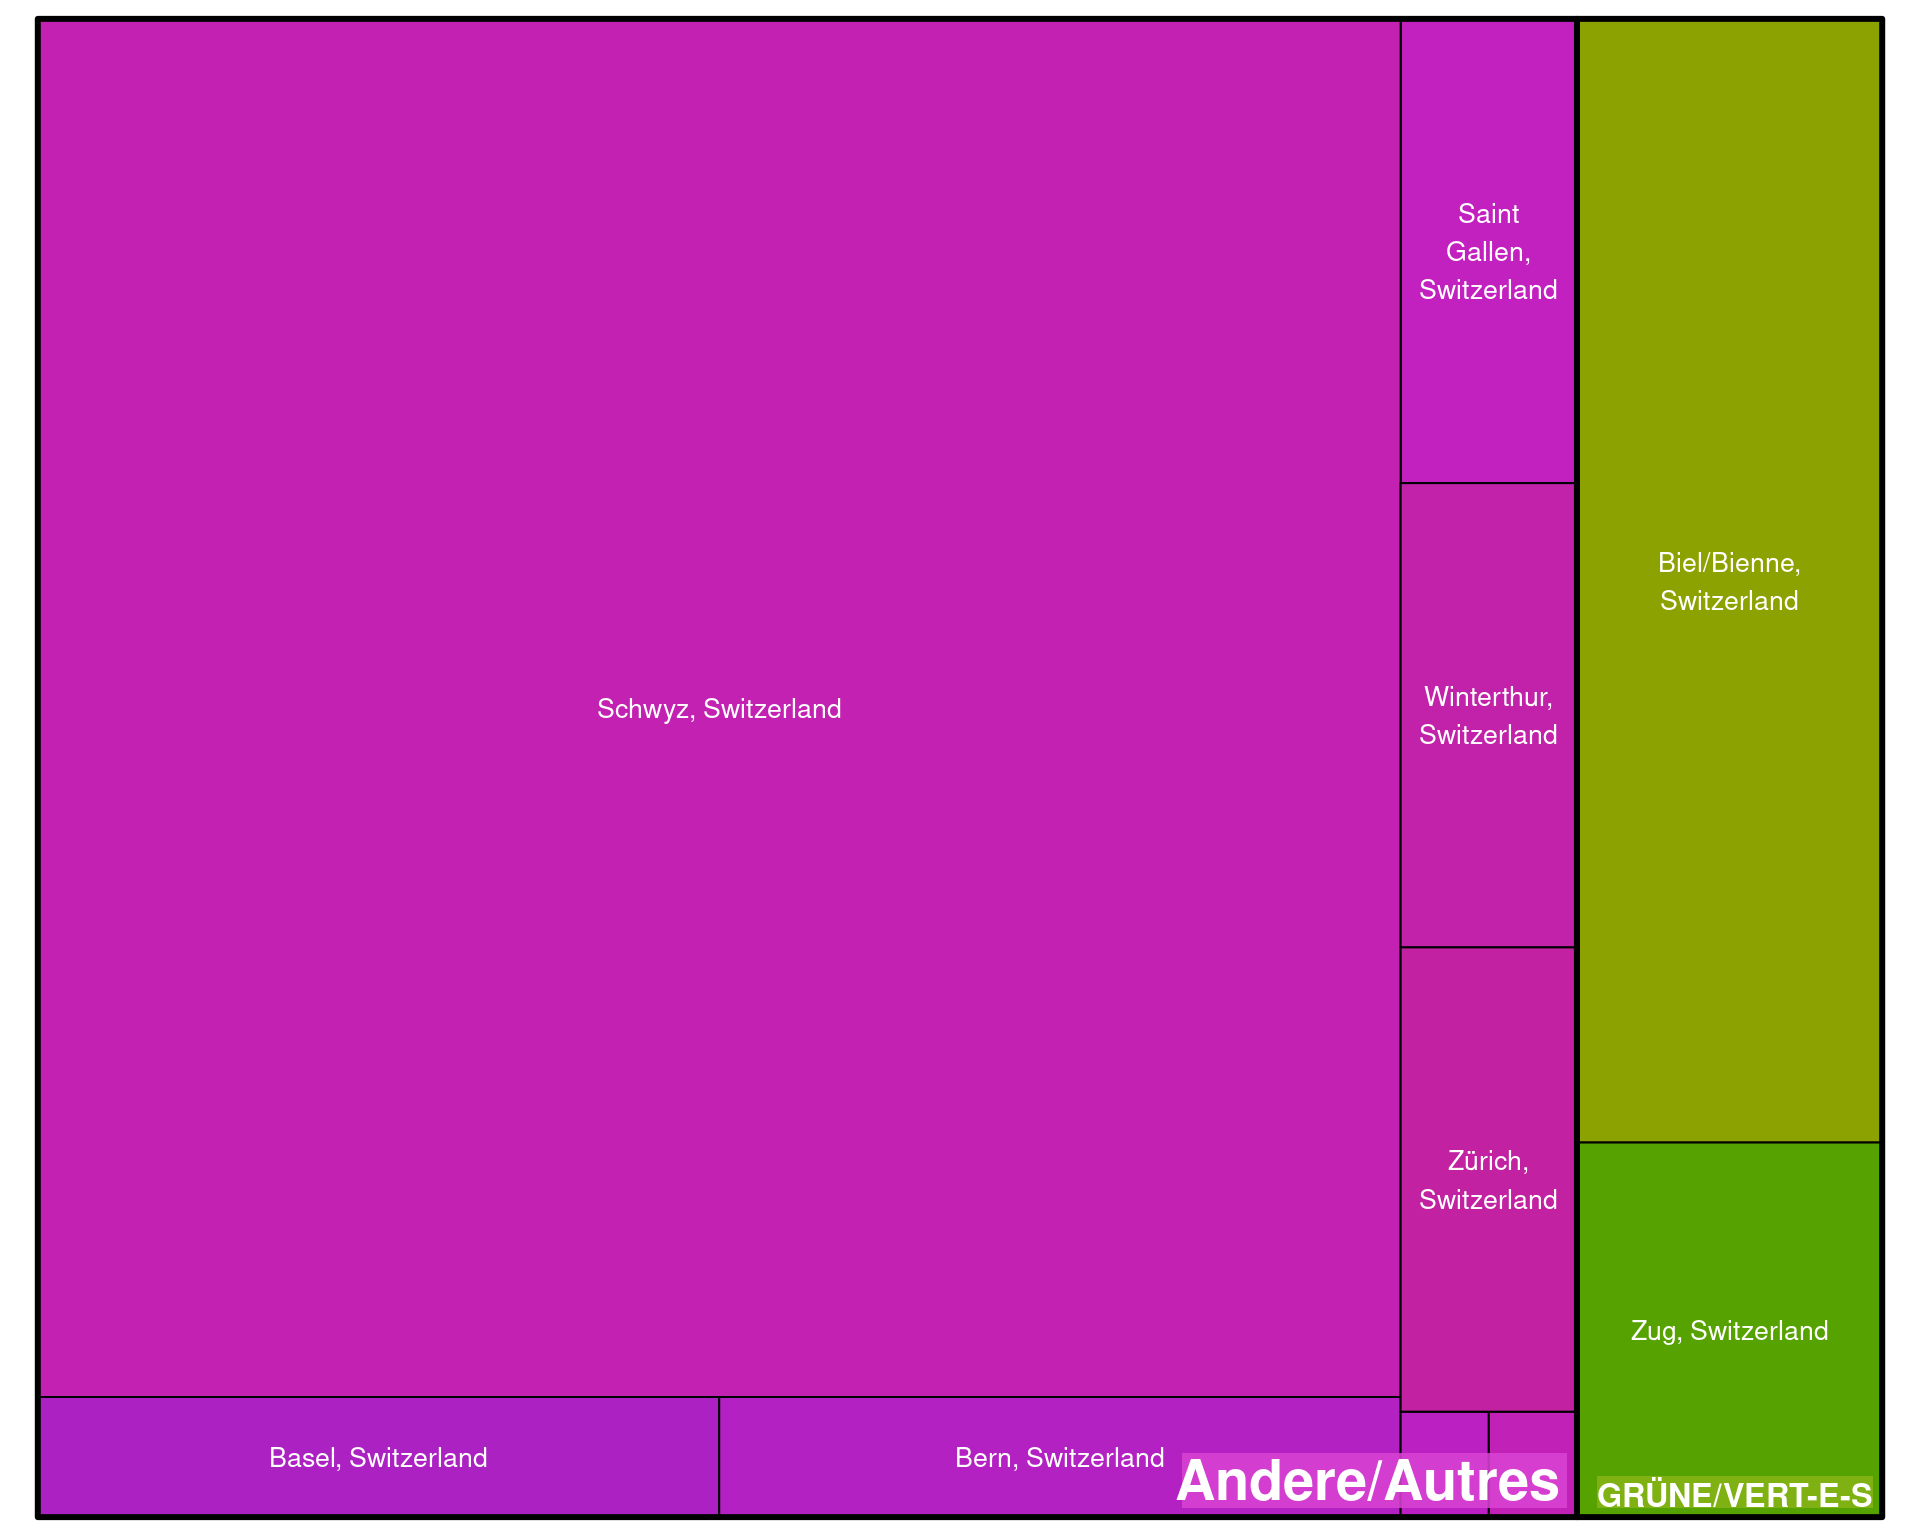 Schwyz, Switzerland
Basel, Switzerland
Bern, Switzerland
Saint
Gallen,
Switzerland
Winterthur,
Switzerland
Zürich,
Switzerland
Andere/Autres
Biel/Bienne,
Switzerland
Zug, Switzerland
GRÜNE/VERT-E-S